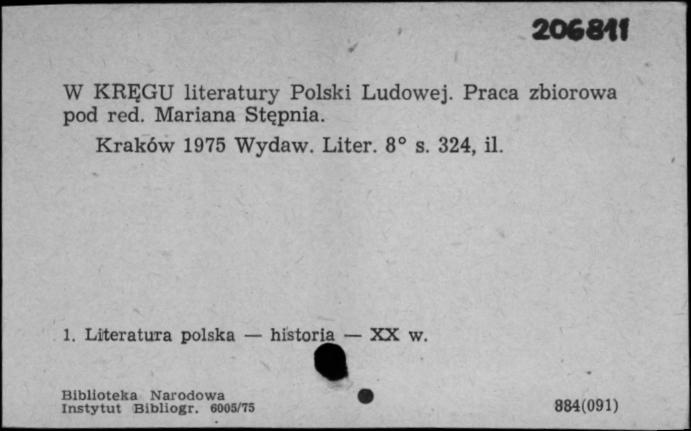 206811
W KRĘGU literatury Polski Ludowej. Praca zbiorowa
pod red. Mariana Stępnia.
Kraków 1975 Wydaw. Liter. 8° s. 324, il.
1. Literatura polska — historia — XX w.
Biblioteka Narodowa
Instytut Bibliogr. 6005/75
884(091)